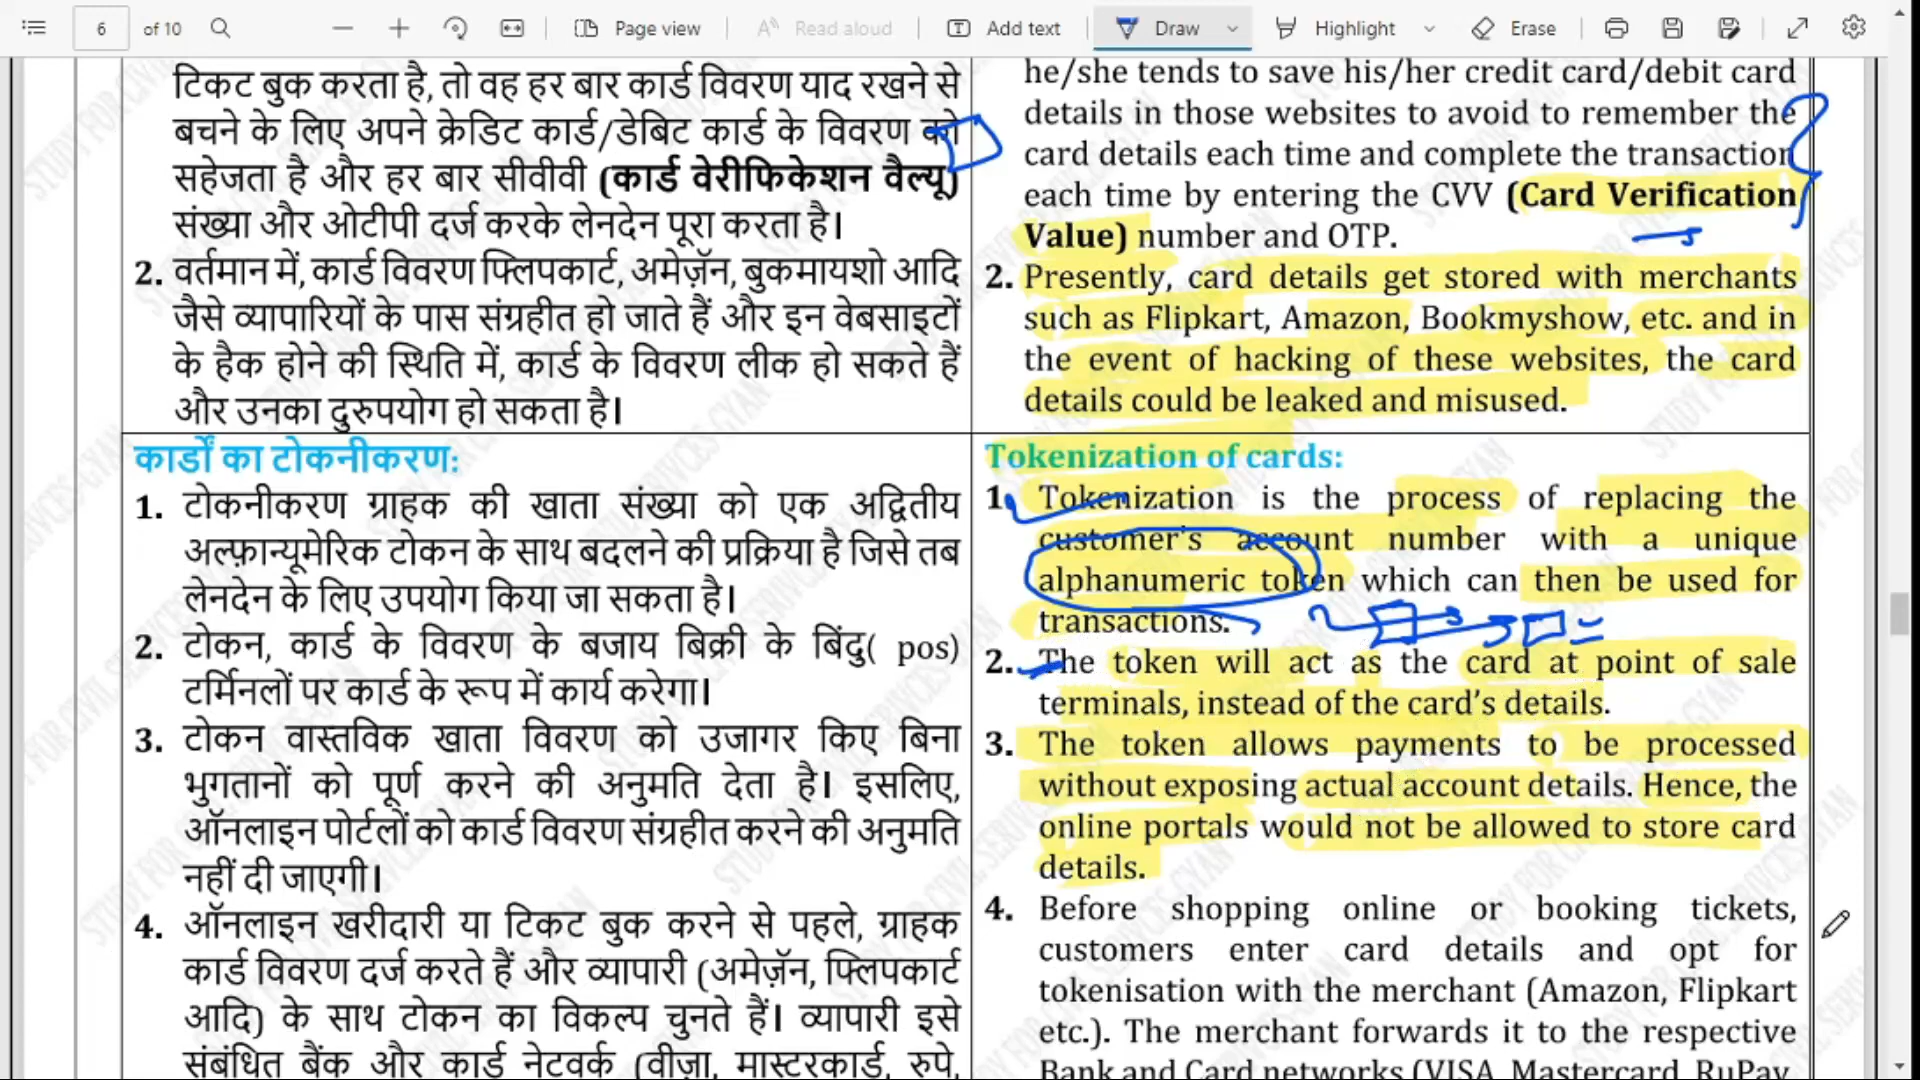 6 of 10 Page view Read aloud Add text Draw Highlight Erase
टिकट बुक करता है, तो वह हर बार कार्ड विवरण याद रखने से
बचने के लिए अपने क्रेडिट कार्ड/डेबिट कार्ड के विवरण को
सहेजता है और हर बार सीवीवी (कार्ड वेरीफिकेशन वैल्यू)
संख्या और ओटीपी दर्ज करके लेनदेन पूरा करता है।
2. वर्तमान में, कार्ड विवरण फ्लिपकार्ट, अमेज़ॅन, बुकमायशो आदि
जैसे व्यापारियों के पास संग्रहीत हो जाते हैं और इन वेबसाइटों
के हैक होने की स्थिति में, कार्ड के विवरण लीक हो सकते हैं
और उनका दुरुपयोग हो सकता है।
he/she tends to save his/her credit card/debit card
details in those websites to avoid to remember the
card details each time and complete the transaction
each time by entering the CVV (Card Verification
Value) number and OTP.
2. Presently, card details get stored with merchants
such as Flipkart, Amazon, Bookmyshow, etc. and in
the event of hacking of these websites, the card
details could be leaked and misused.
कार्डों का टोकनीकरण:
1. टोकनीकरण ग्राहक की खाता संख्या को एक अद्वितीय
अल्फ़ान्यूमेरिक टोकन के साथ बदलने की प्रक्रिया है जिसे तब
लेनदेन के लिए उपयोग किया जा सकता है।
2. टोकन, कार्ड के विवरण के बजाय बिक्री के बिंदु( pos)
टर्मिनलों पर कार्ड के रूप में कार्य करेगा।
3. टोकन वास्तविक खाता विवरण को उजागर किए बिना
भुगतानों को पूर्ण करने की अनुमति देता है। इसलिए,
ऑनलाइन पोर्टलों को कार्ड विवरण संग्रहीत करने की अनुमति
नहीं दी जाएगी।
4. ऑनलाइन खरीदारी या टिकट बुक करने से पहले, ग्राहक
कार्ड विवरण दर्ज करते हैं और व्यापारी (अमेज़ॅन, फ्लिपकार्ट
आदि) के साथ टोकन का विकल्प चुनते हैं। व्यापारी इसे
संबंधित बैंक और कार्ड नेटवर्क (वीज़ा, मास्टरकार्ड, रुपे,
Tokenization of cards:
1. Tokenization is the process of replacing the
customer's account number with a unique
alphanumeric token which can then be used for
transactions.
2. The token will act as the card at point of sale
terminals, instead of the card’s details.
3. The token allows payments to be processed
without exposing actual account details. Hence, the
online portals would not be allowed to store card
details.
4. Before shopping online or booking tickets,
customers enter card details and opt for
tokenisation with the merchant (Amazon, Flipkart
etc.). The merchant forwards it to the respective
Bank and Card networks (VISA, Mastercard, RuPay,